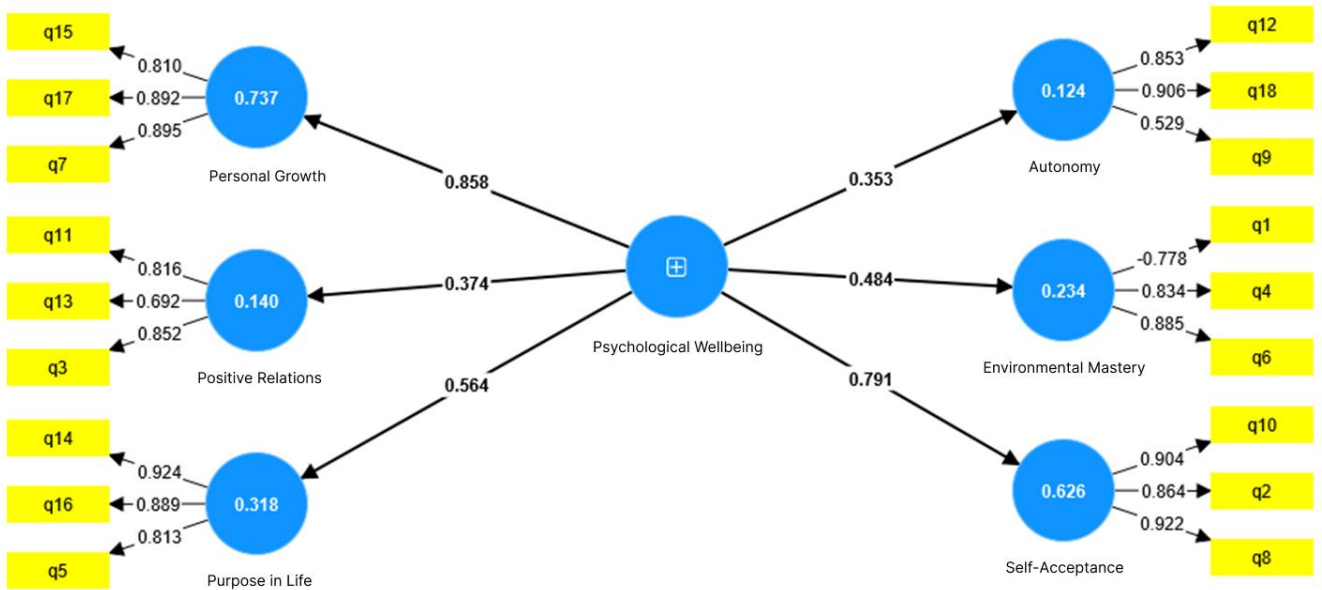 q15
0.810
q17
0.892
0.737
q7
0.895
Personal Growth
0.858
q11
0.816
q13
0.692
0.140
q3
0.852
Positive Relations
0.374
q14
0.924
q16
0.889
0.318
q5
0.813
Purpose in Life
0.564
Psychological Wellbeing
q12
0.853
0.124
0.906
q18
0.529
q9
Autonomy
0.353
q1
-0.778
0.234
0.834
q4
0.885
q6
Environmental Mastery
0.484
q10
0.904
0.626
0.864
q2
0.922
q8
Self-Acceptance
0.791